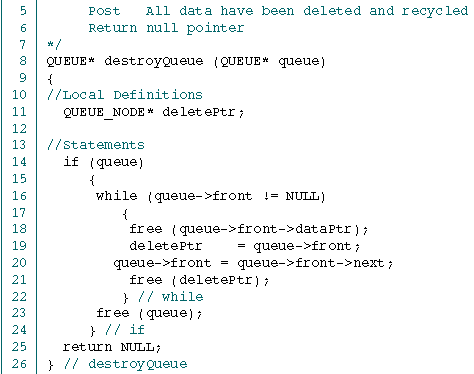 5 Post All data have been deleted and recycled
6 Return null pointer
7 */
8 QUEUE* destroyQueue (QUEUE* queue)
9 {
10 //Local Definitions
11 QUEUE_NODE* deletePtr;
12
13 //Statements
14 if (queue)
15 {
16 while (queue->front != NULL)
17 {
18 free (queue->front->dataPtr);
19 deletePtr = queue->front;
20 queue->front = queue->front->next;
21 free (deletePtr);
22 } // while
23 free (queue);
24 } // if
25 return NULL;
26 } // destroyQueue